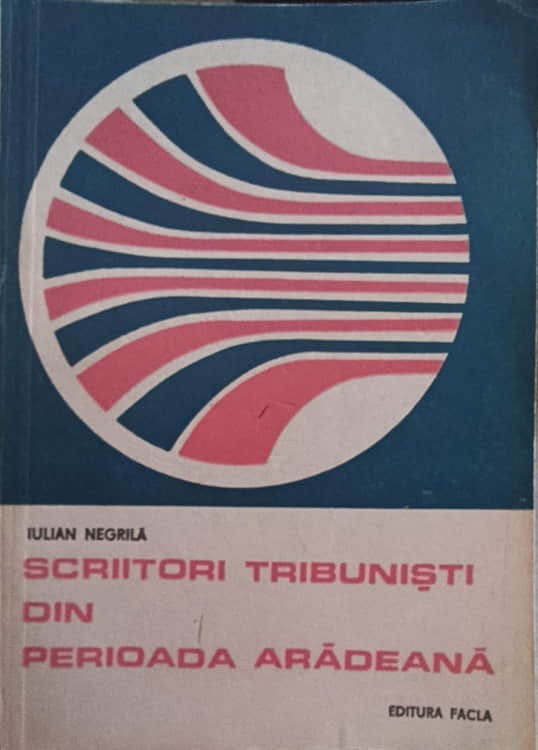 IULIAN NEGRILĂ
SCRIITORI TRIBUNIȘTI
DIN
PERIOADA ARĂDEANĂ
EDITURA FACLA